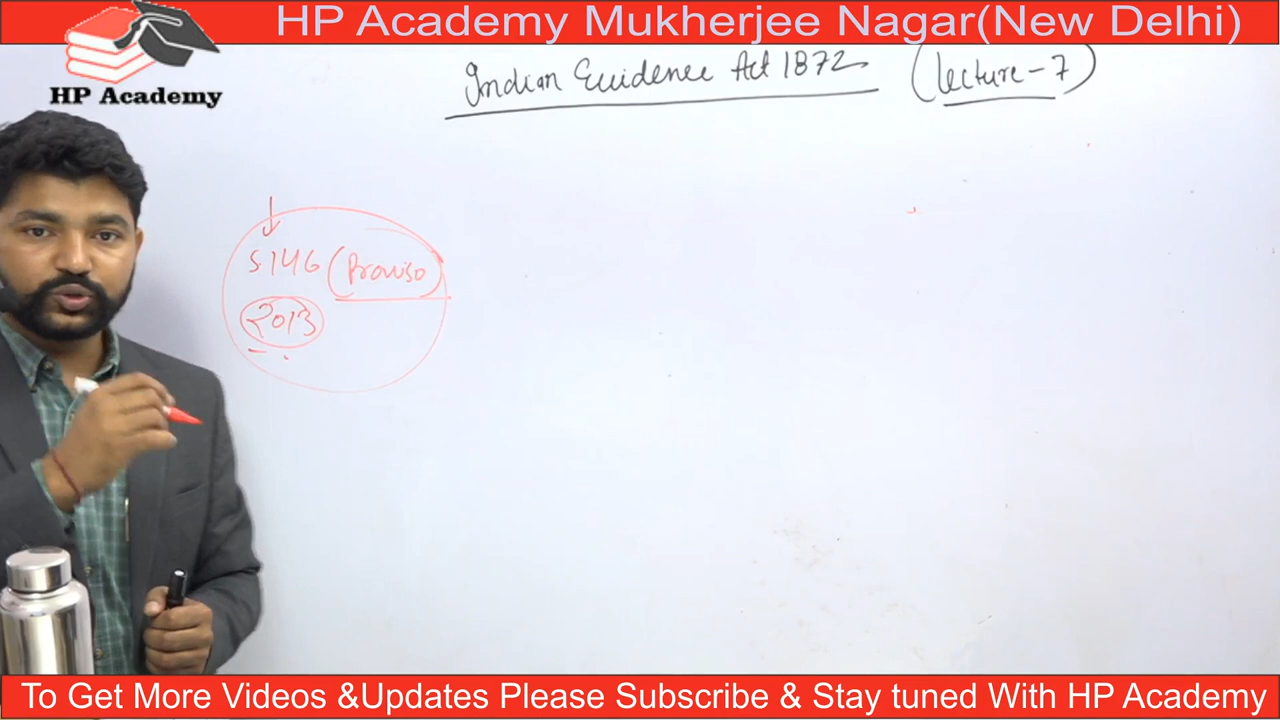 HP Academy Mukherjee Nagar(New Delhi)
HP Academy
Indian Evidence Act 1872 (lecture-7)
S.146 (Proviso)
2013
To Get More Videos &Updates Please Subscribe & Stay tuned With HP Academy